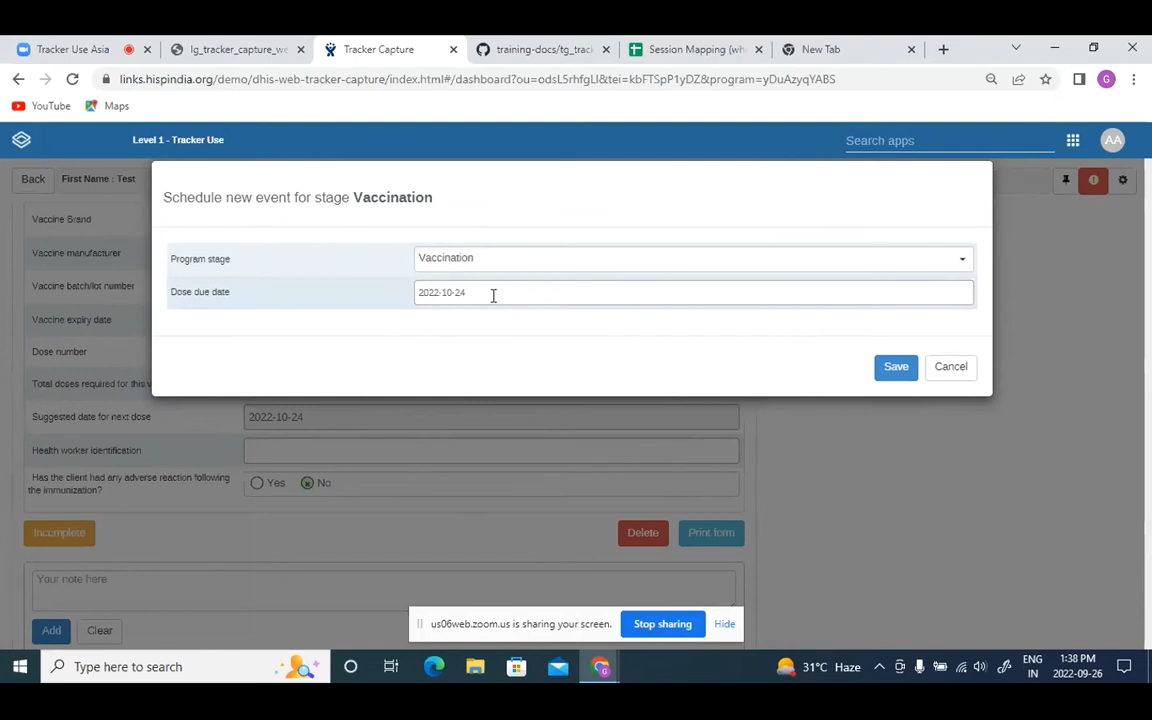 Tracker Use Asia
lg_tracker_capture_we
Tracker Capture
training-docs/tg_track
Session Mapping (wh
New Tab
links.hispindia.org/demo/dhis-web-tracker-capture/index.html#/dashboard?ou=odsL5rhfgLl&tei=kbFTSpP1yDZ&program=yDuAzyqYABS
G
YouTube
Maps
Level 1 - Tracker Use
Search apps
AA
Back
First Name : Test
Schedule new event for stage Vaccination
Program stage
Vaccination
Dose due date
2022-10-24
Save
Cancel
Vaccine Brand
Vaccine manufacturer
Vaccine batch/lot number
Vaccine expiry date
Dose number
Total doses required for this v
Suggested date for next dose
2022-10-24
Health worker identification
Has the client had any adverse reaction following
the immunization?
Yes
No
Incomplete
Delete
Print form
Your note here
Add
Clear
us06web.zoom.us is sharing your screen.
Stop sharing
Hide
Type here to search
31°C Haze
ENG
IN
1:38 PM
2022-09-26